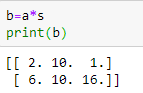 b=a*s
print(b)
[[ 2. 10.  1.]
 [ 6. 10. 16.]]